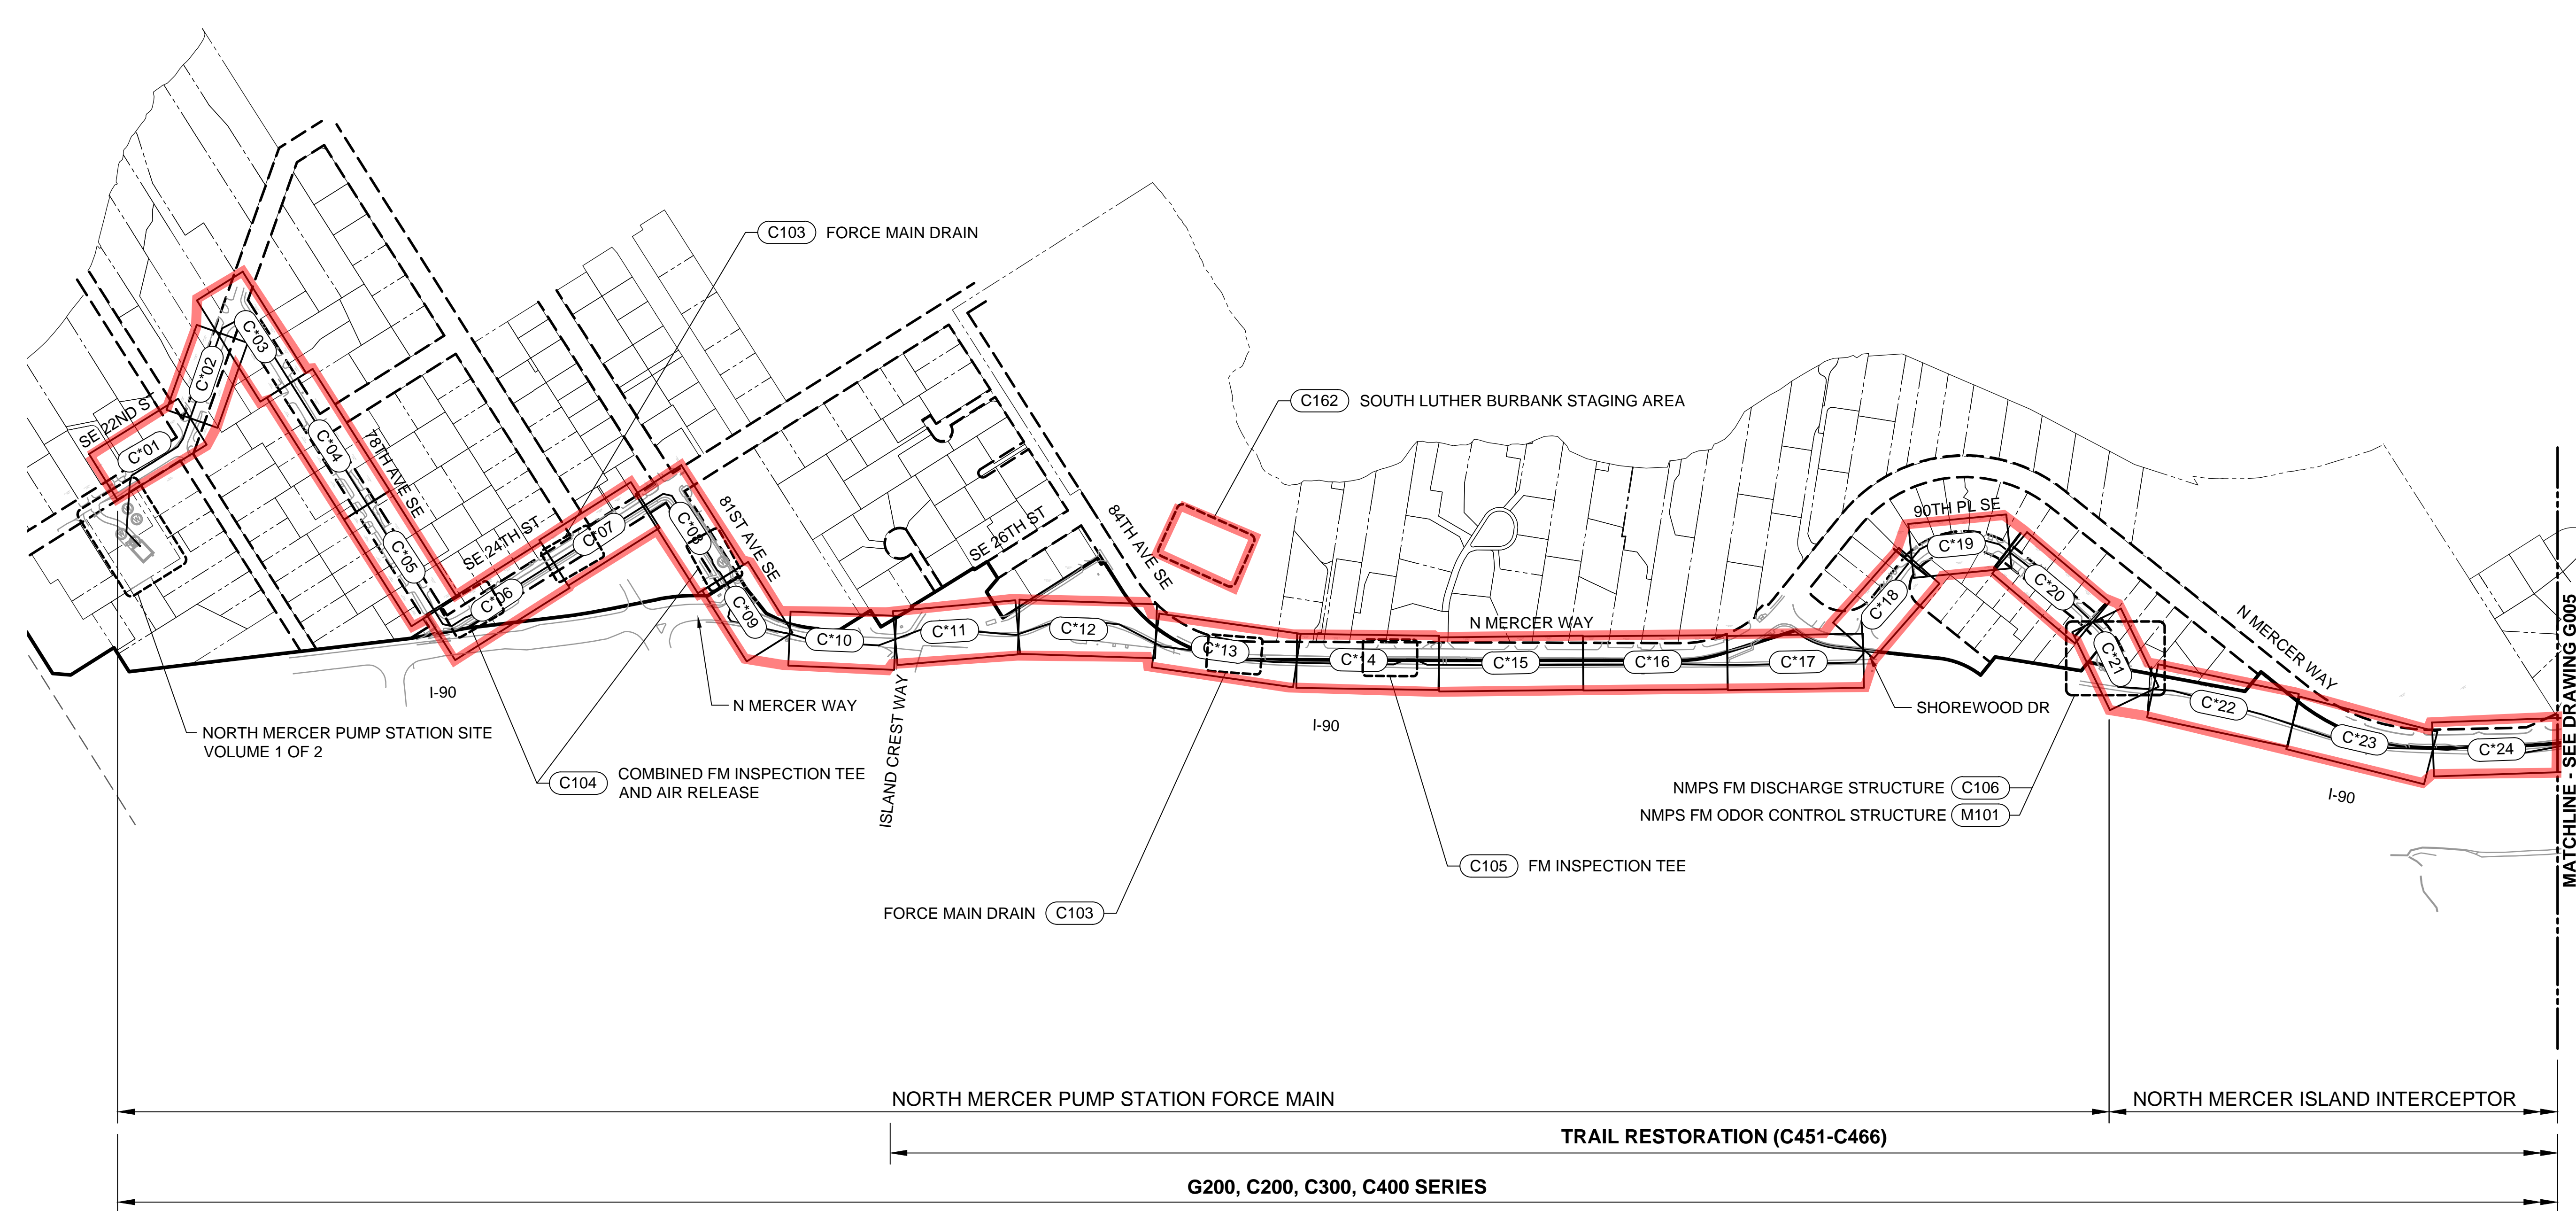 C103 FORCE MAIN DRAIN
C162 SOUTH LUTHER BURBANK STAGING AREA
SE 22ND ST
C*01
C*02
C*03
C*04
78TH AVE SE
C*05
SE 24TH ST
C*06
C*07
C*08
81ST AVE SE
C*09
C*10
C*11
SE 26TH ST
C*12
84TH AVE SE
C*13
C*14
N MERCER WAY
C*15
C*16
C*17
C*18
90TH PL SE
C*19
C*20
C*21
C*22
N MERCER WAY
C*23
C*24
MATCHLINE - SEE DRAWING G005
I-90
N MERCER WAY
ISLAND CREST WAY
I-90
SHOREWOOD DR
I-90
NORTH MERCER PUMP STATION SITE
VOLUME 1 OF 2
C104 COMBINED FM INSPECTION TEE
AND AIR RELEASE
NMPS FM DISCHARGE STRUCTURE C106
NMPS FM ODOR CONTROL STRUCTURE M101
C105 FM INSPECTION TEE
FORCE MAIN DRAIN C103
NORTH MERCER PUMP STATION FORCE MAIN
NORTH MERCER ISLAND INTERCEPTOR
TRAIL RESTORATION (C451-C466)
G200, C200, C300, C400 SERIES